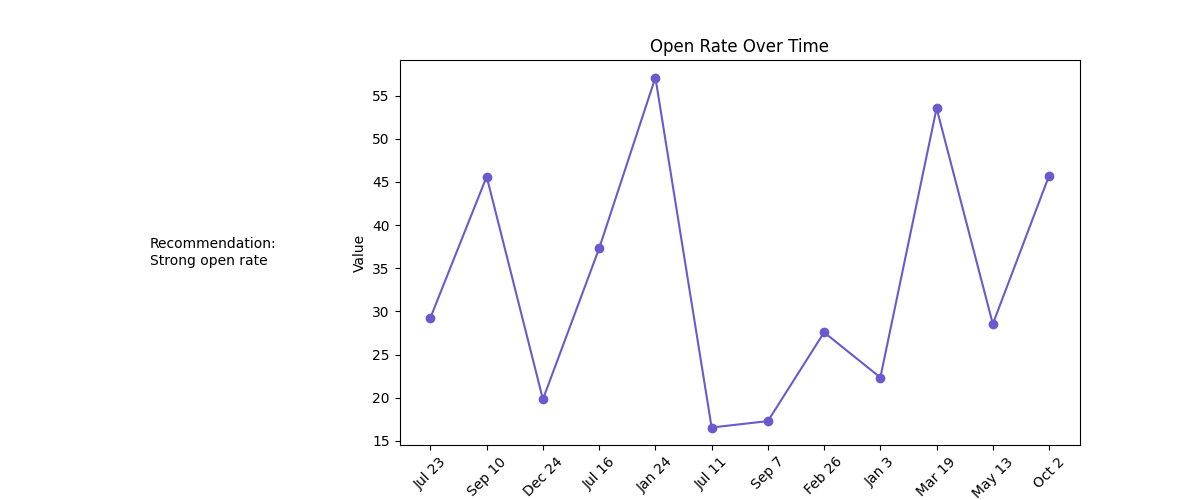 Open Rate Over Time
Recommendation:
Strong open rate
Value
55
50
45
40
35
30
25
20
15
Jul 23
Sep 10
Dec 24
Jul 16
Jan 24
Jul 11
Sep 7
Feb 26
Jan 3
Mar 19
May 13
Oct 2